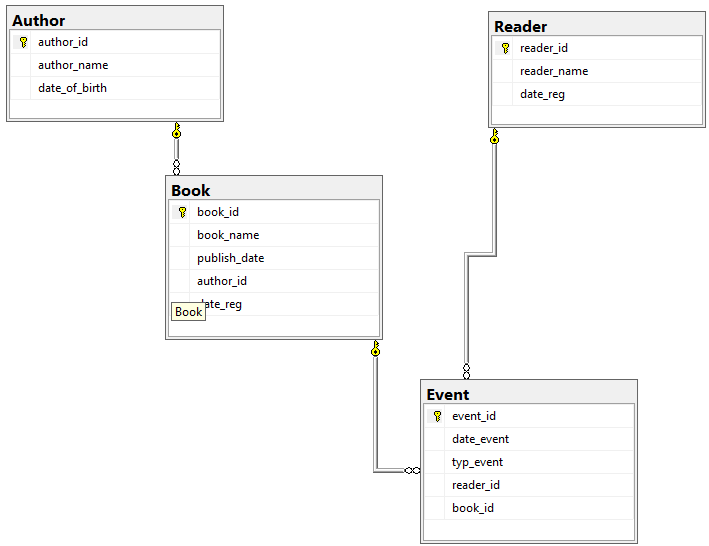 Author
author_id
author_name
date_of_birth
Reader
reader_id
reader_name
date_reg
Book
book_id
book_name
publish_date
author_id
date_reg
Book
Event
event_id
date_event
typ_event
reader_id
book_id